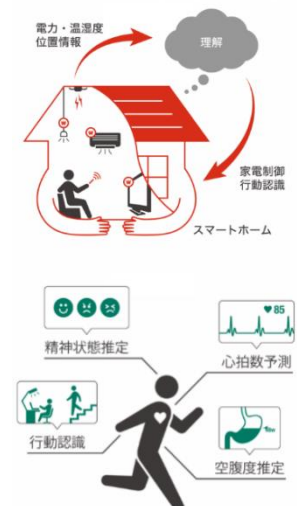 電力・温湿度
位置情報
理解
家電制御
行動認識
スマートホーム
精神状態推定
85
心拍数予測
行動認識
空腹度推定